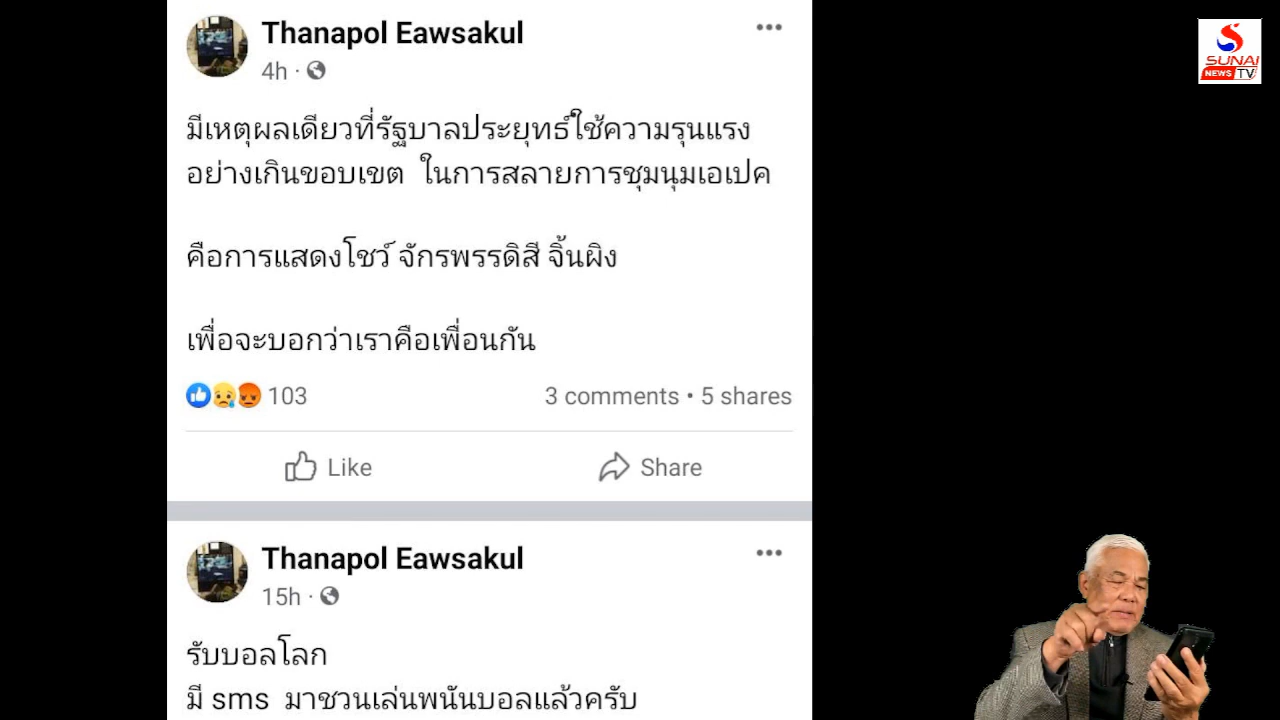 Thanapol Eawsakul
4h ·
มีเหตุผลเดียวที่รัฐบาลประยุทธ์ใช้ความรุนแรง
อย่างเกินขอบเขต ในการสลายการชุมนุมเอเปค
คือการแสดงโชว์ จักรพรรดิสี จิ้นผิง
เพื่อจะบอกว่าเราคือเพื่อนกัน
103
3 comments • 5 shares
Like
Share
Thanapol Eawsakul
15h ·
รับบอลโลก
มี sms มาชวนเล่นพนันบอลแล้วครับ
SUNAI
NEWS TV